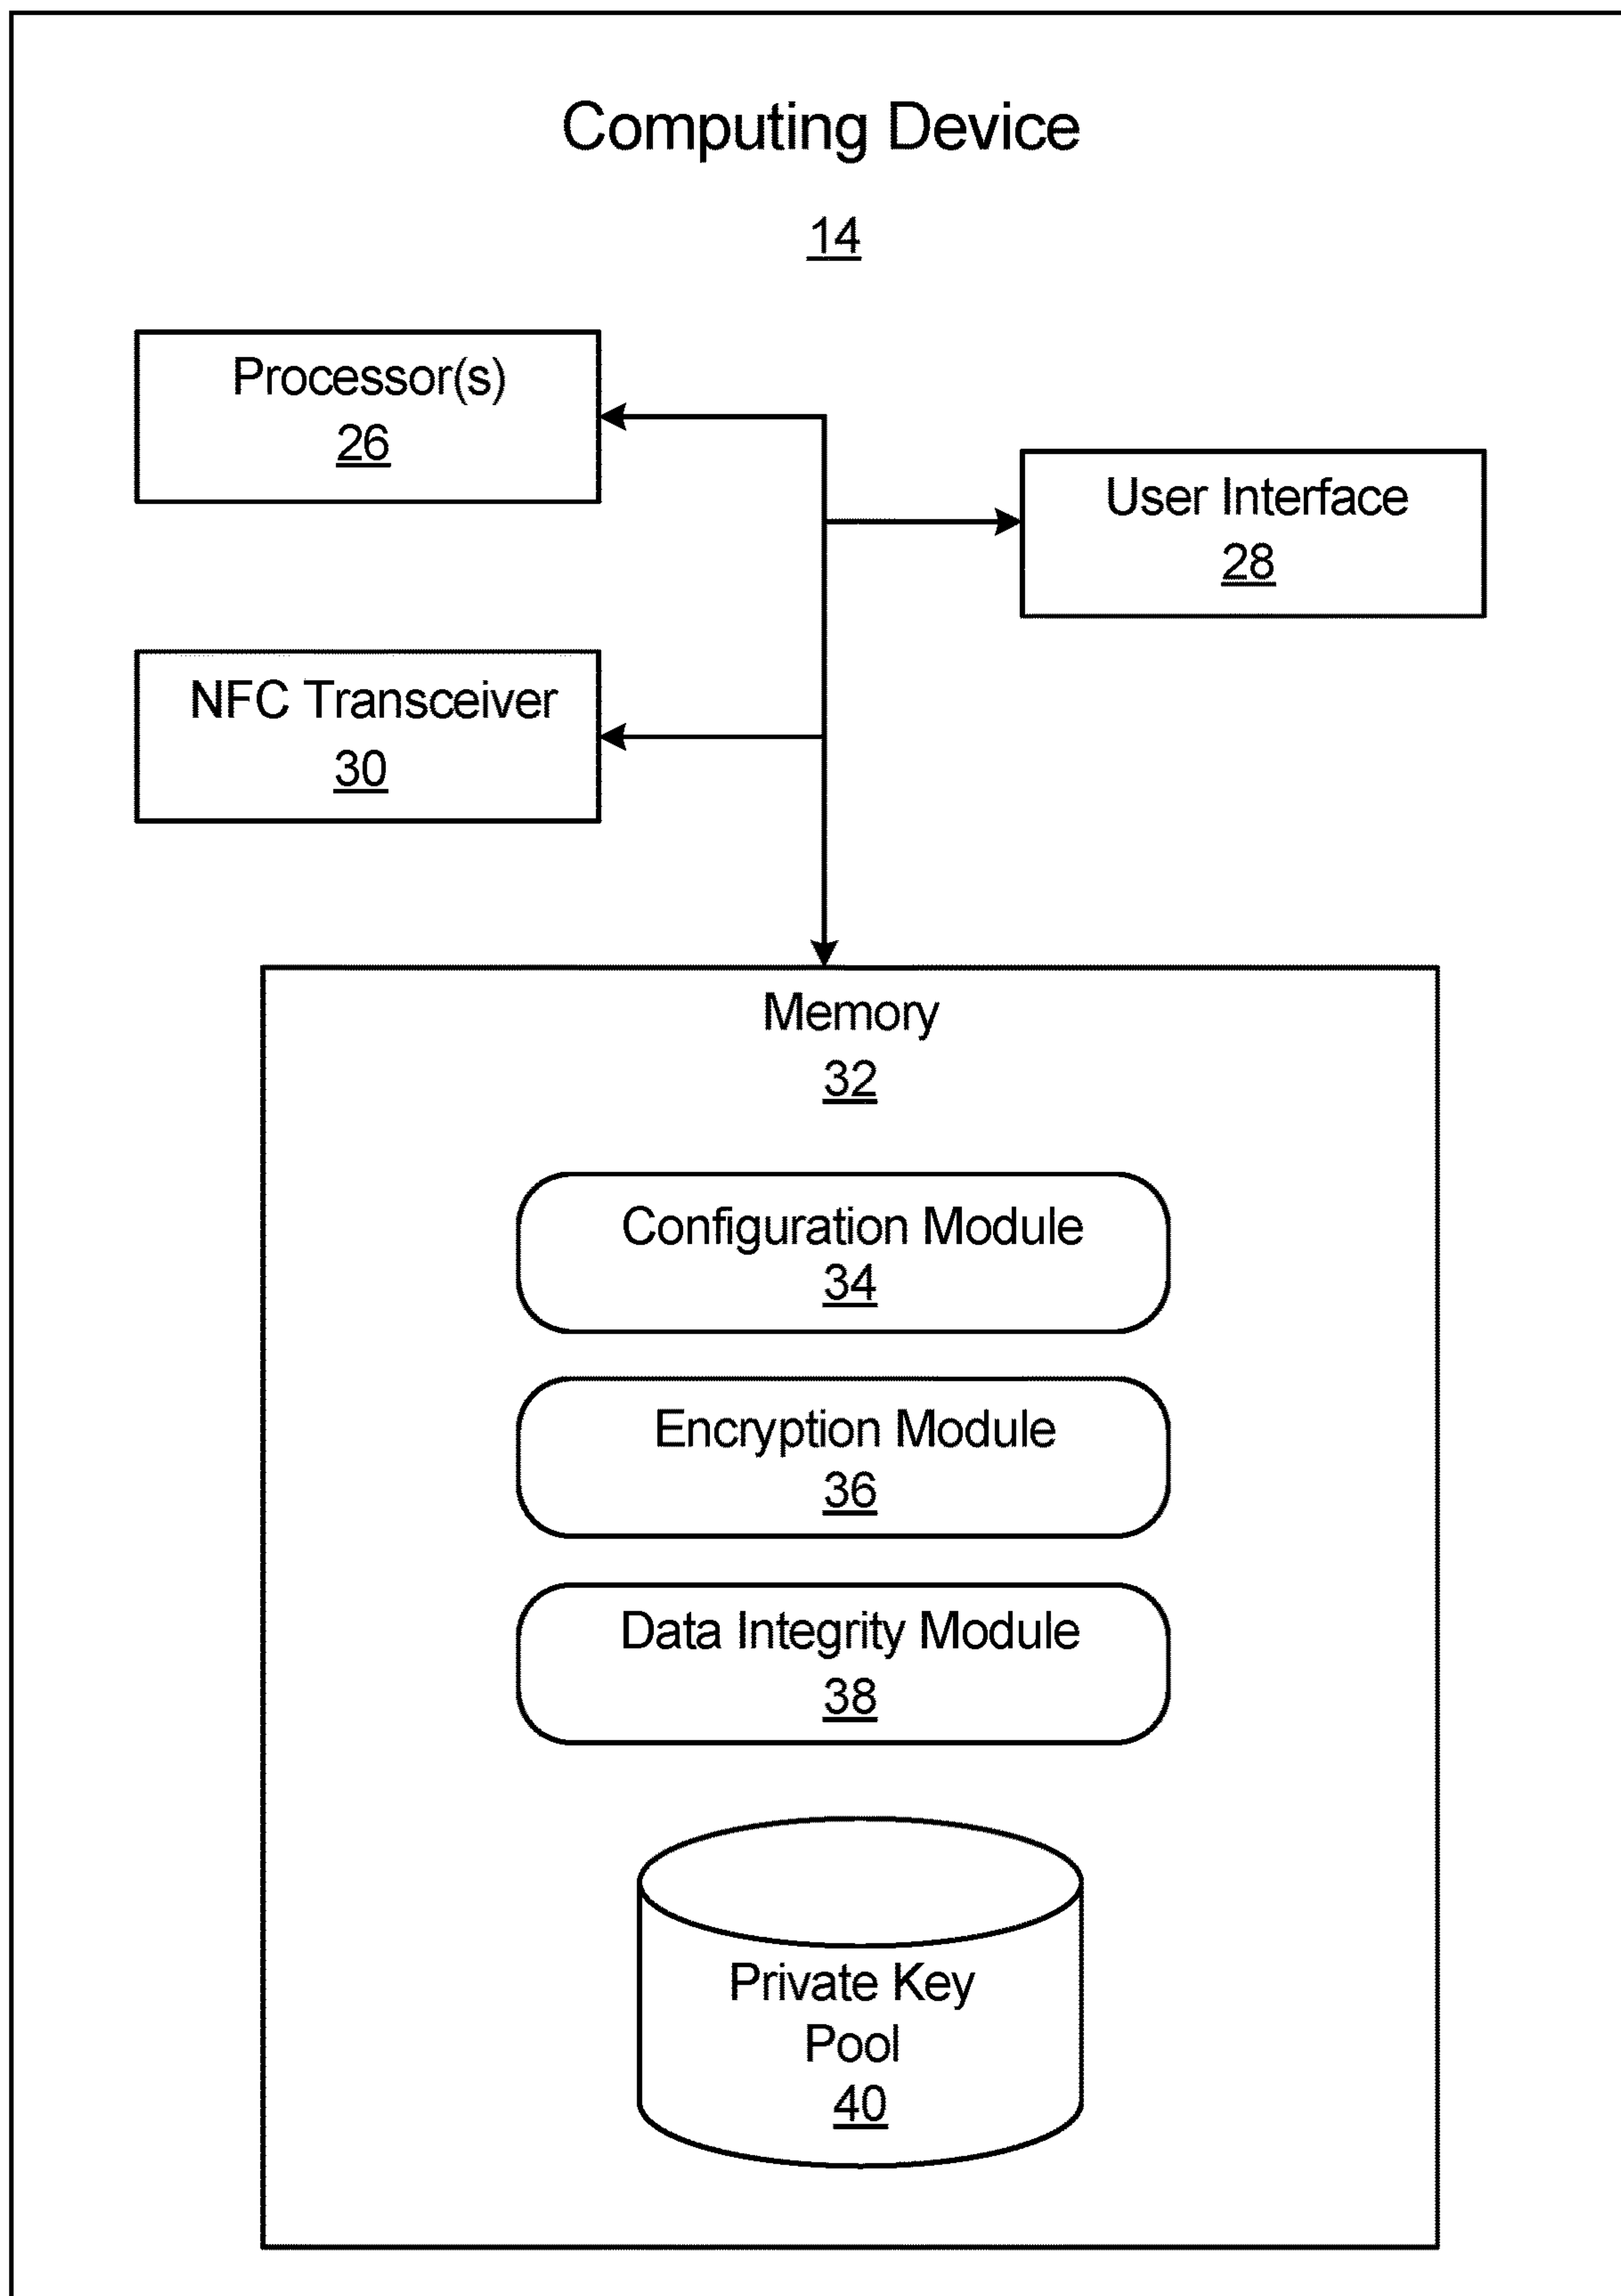 Computing Device
14
Processor(s)
26
User Interface
28
NFC Transceiver
30
Memory
32
Configuration Module
34
Encryption Module
36
Data Integrity Module
38
Private Key
Pool
40